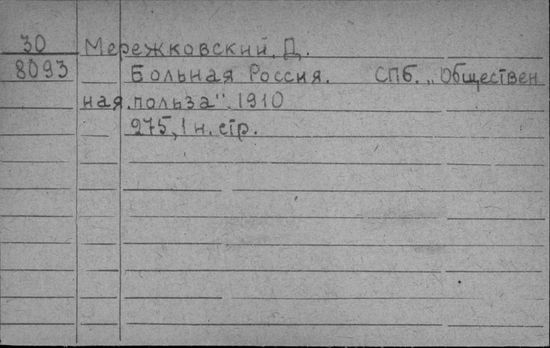 30 Мережковский, Д.
8093 Больная Россия. СПб. „Обществен
ная польза". 1910
275, 1 н. стр.